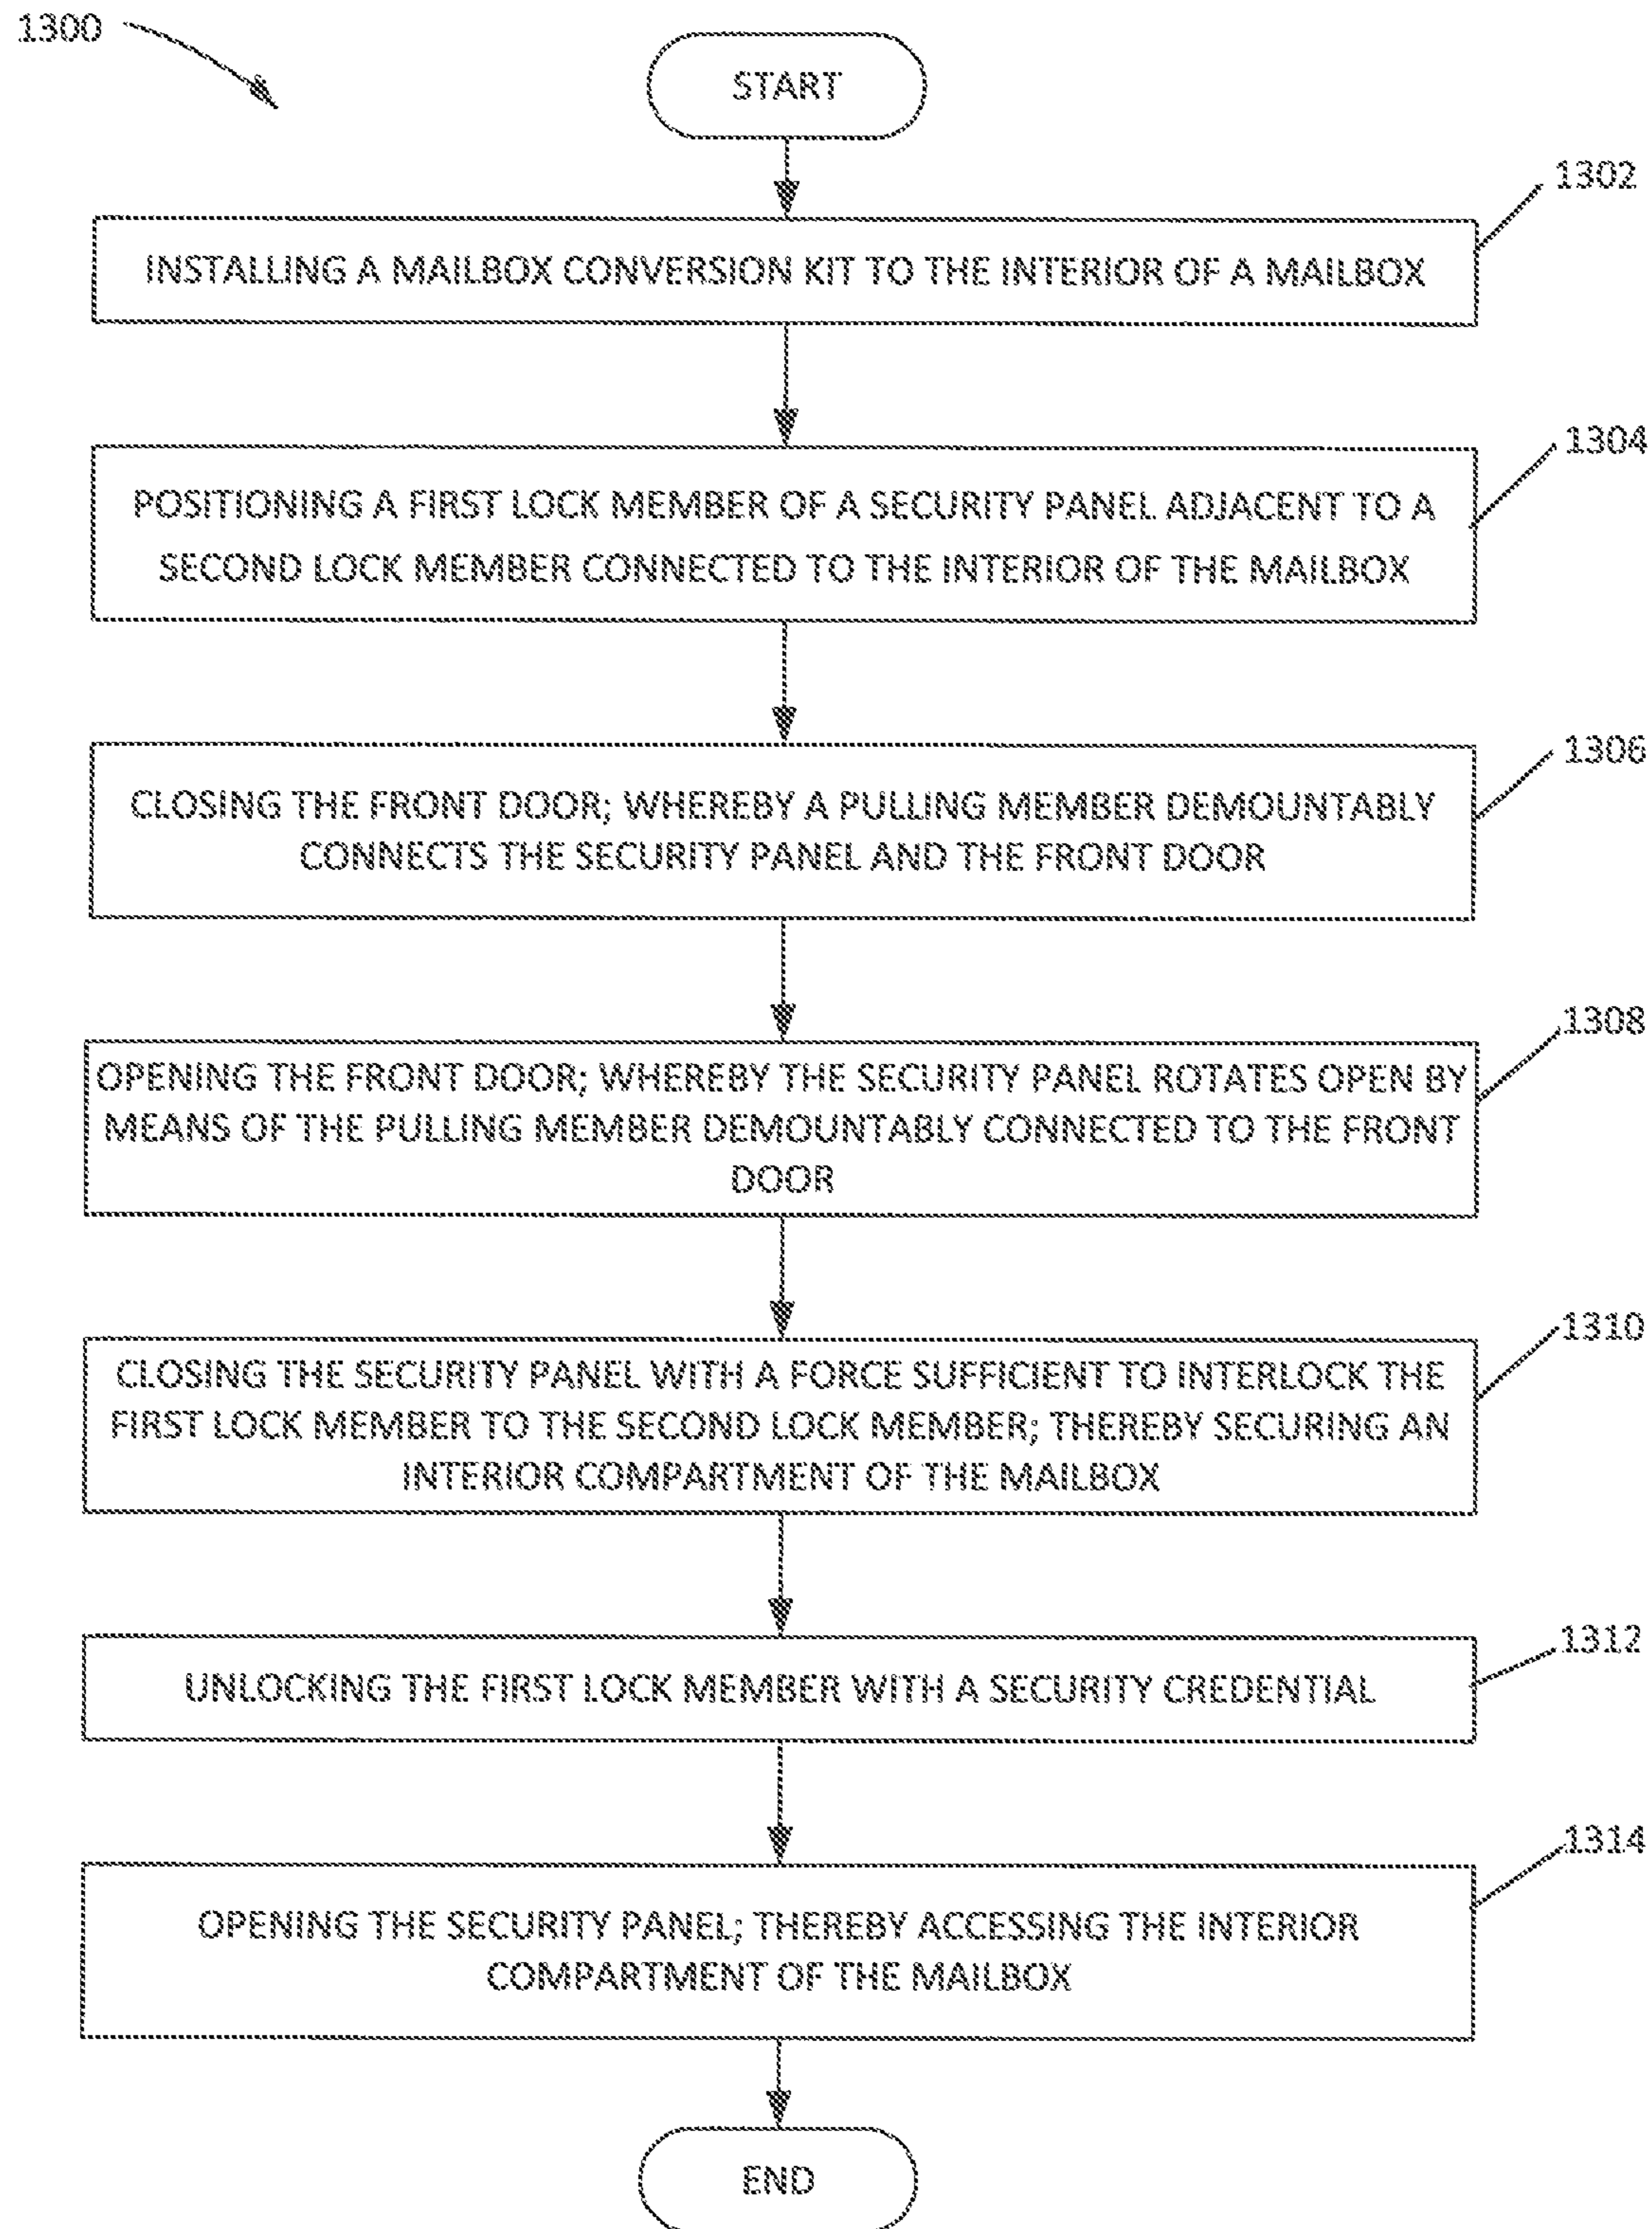 1300
START
1302
INSTALLING A MAILBOX CONVERSION KIT TO THE INTERIOR OF A MAILBOX
1304
POSITIONING A FIRST LOCK MEMBER OF A SECURITY PANEL ADJACENT TO A
SECOND LOCK MEMBER CONNECTED TO THE INTERIOR OF THE MAILBOX
1306
CLOSING THE FRONT DOOR; WHEREBY A PULLING MEMBER DEMOUNTABLY
CONNECTS THE SECURITY PANEL AND THE FRONT DOOR
1308
OPENING THE FRONT DOOR; WHEREBY THE SECURITY PANEL ROTATES OPEN BY
MEANS OF THE PULLING MEMBER DEMOUNTABLY CONNECTED TO THE FRONT
DOOR
1310
CLOSING THE SECURITY PANEL WITH A FORCE SUFFICIENT TO INTERLOCK THE
FIRST LOCK MEMBER TO THE SECOND LOCK MEMBER; THEREBY SECURING AN
INTERIOR COMPARTMENT OF THE MAILBOX
1312
UNLOCKING THE FIRST LOCK MEMBER WITH A SECURITY CREDENTIAL
1314
OPENING THE SECURITY PANEL; THEREBY ACCESSING THE INTERIOR
COMPARTMENT OF THE MAILBOX
END